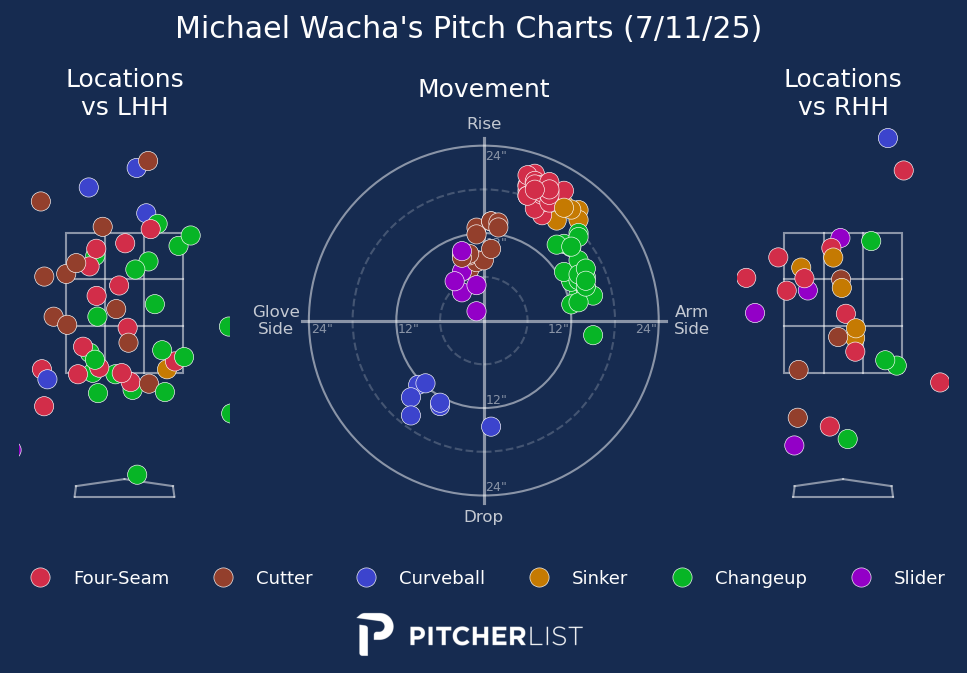 Michael Wacha's Pitch Charts (7/11/25)
Locations
vs LHH
Movement
Locations
vs RHH
Rise
24"
Glove
Side
24"
12"
12"
24"
Arm
Side
12"
24"
Drop
Four-Seam
Cutter
Curveball
Sinker
Changeup
Slider
PITCHERLIST